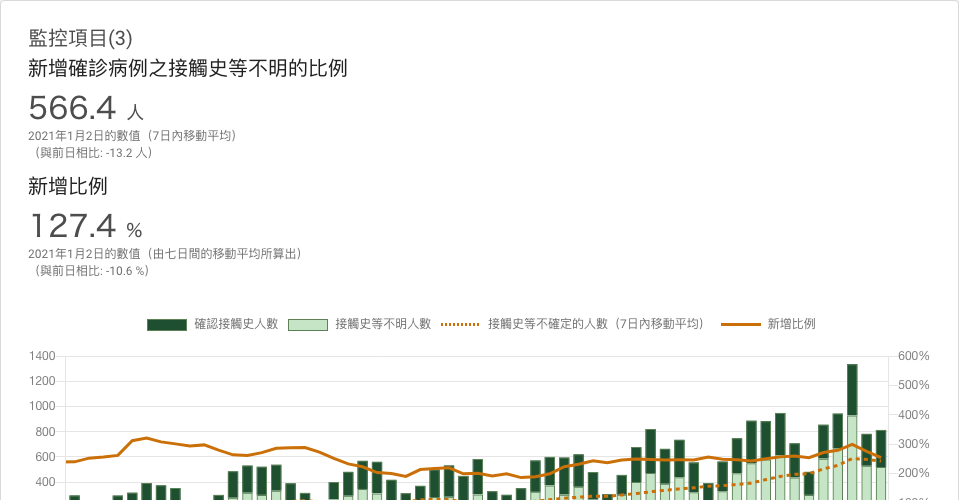 監控項目(3)
新增確診病例之接觸史等不明的比例
566.4 人
2021年1月2日的數值（7日內移動平均）
（與前日相比: -13.2 人）
新增比例
127.4 %
2021年1月2日的數值（由七日間的移動平均所算出）
（與前日相比: -10.6 %）
確認接觸史人數 接觸史等不明人數 接觸史等不確定的人數（7日內移動平均） 新增比例
1400 600%
1200 500%
1000 400%
800 300%
600 200%
400